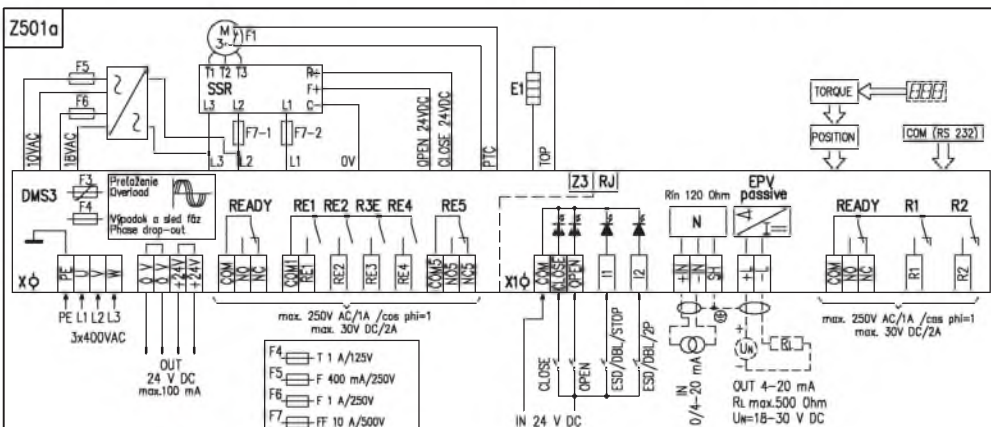 Z501a
M
3~
F1
T1 T2 T3
SSR
R+
F+
C-
L3 L2 L1
F5
F6
F7-1
F7-2
10VAC
18VAC
L3 L2 L1 0V
OPEN 24VDC
CLOSE 24VDC
PTC
E1
TOP
TORQUE
POSITION
COM (RS 232)
DMS3
F3
F4
Preťaženie
Overload
Výpadok a sled fáz
Phase drop-out
READY
RE1 RE2 R3E RE4
RE5
Z3 RJ
Rin 120 Ohm
N
EPV
passive
READY R1 R2
X
PE
U
V
W
0 V
0 V
+24V
+24V
COM
NO
NC
COM1
RE1
RE2
RE3
RE4
COM5
NO5
NC5
X1
COM
CLOSE
OPEN
I1
I2
+IN
-IN
SH
+L
-L
COM
NO
NC
R1
R2
PE L1 L2 L3
3x400VAC
OUT
24 V DC
max.100 mA
max. 250V AC/1A /cos phi=1
max. 30V DC/2A
F4 T 1 A/125V
F5 F 400 mA/250V
F6 F 1 A/250V
F7 FF 10 A/500V
CLOSE
OPEN
ESD/DBL/STOP
ESD/DBL/2P
IN 24 V DC
IN
0/4-20 mA
+
UN
-
RL
OUT 4-20 mA
RL max.500 Ohm
UN=18-30 V DC
max. 250V AC/1A /cos phi=1
max. 30V DC/2A